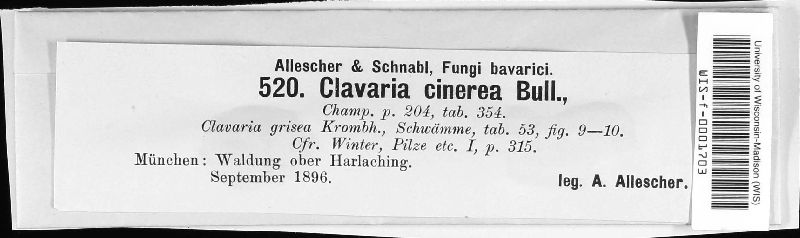 Allescher & Schnabl, Fungi bavarici.
520. Clavaria cinerea Bull.,
Champ. p. 204, tab. 354.
Clavaria grisea Krombh., Schwämme, tab. 53, fig. 9—10.
Cfr. Winter, Pilze etc. I, p. 315.
München: Waldung ober Harlaching.
September 1896.
leg. A. Allescher.
University of Wisconsin-Madison (WIS)
WIS-f-0001703